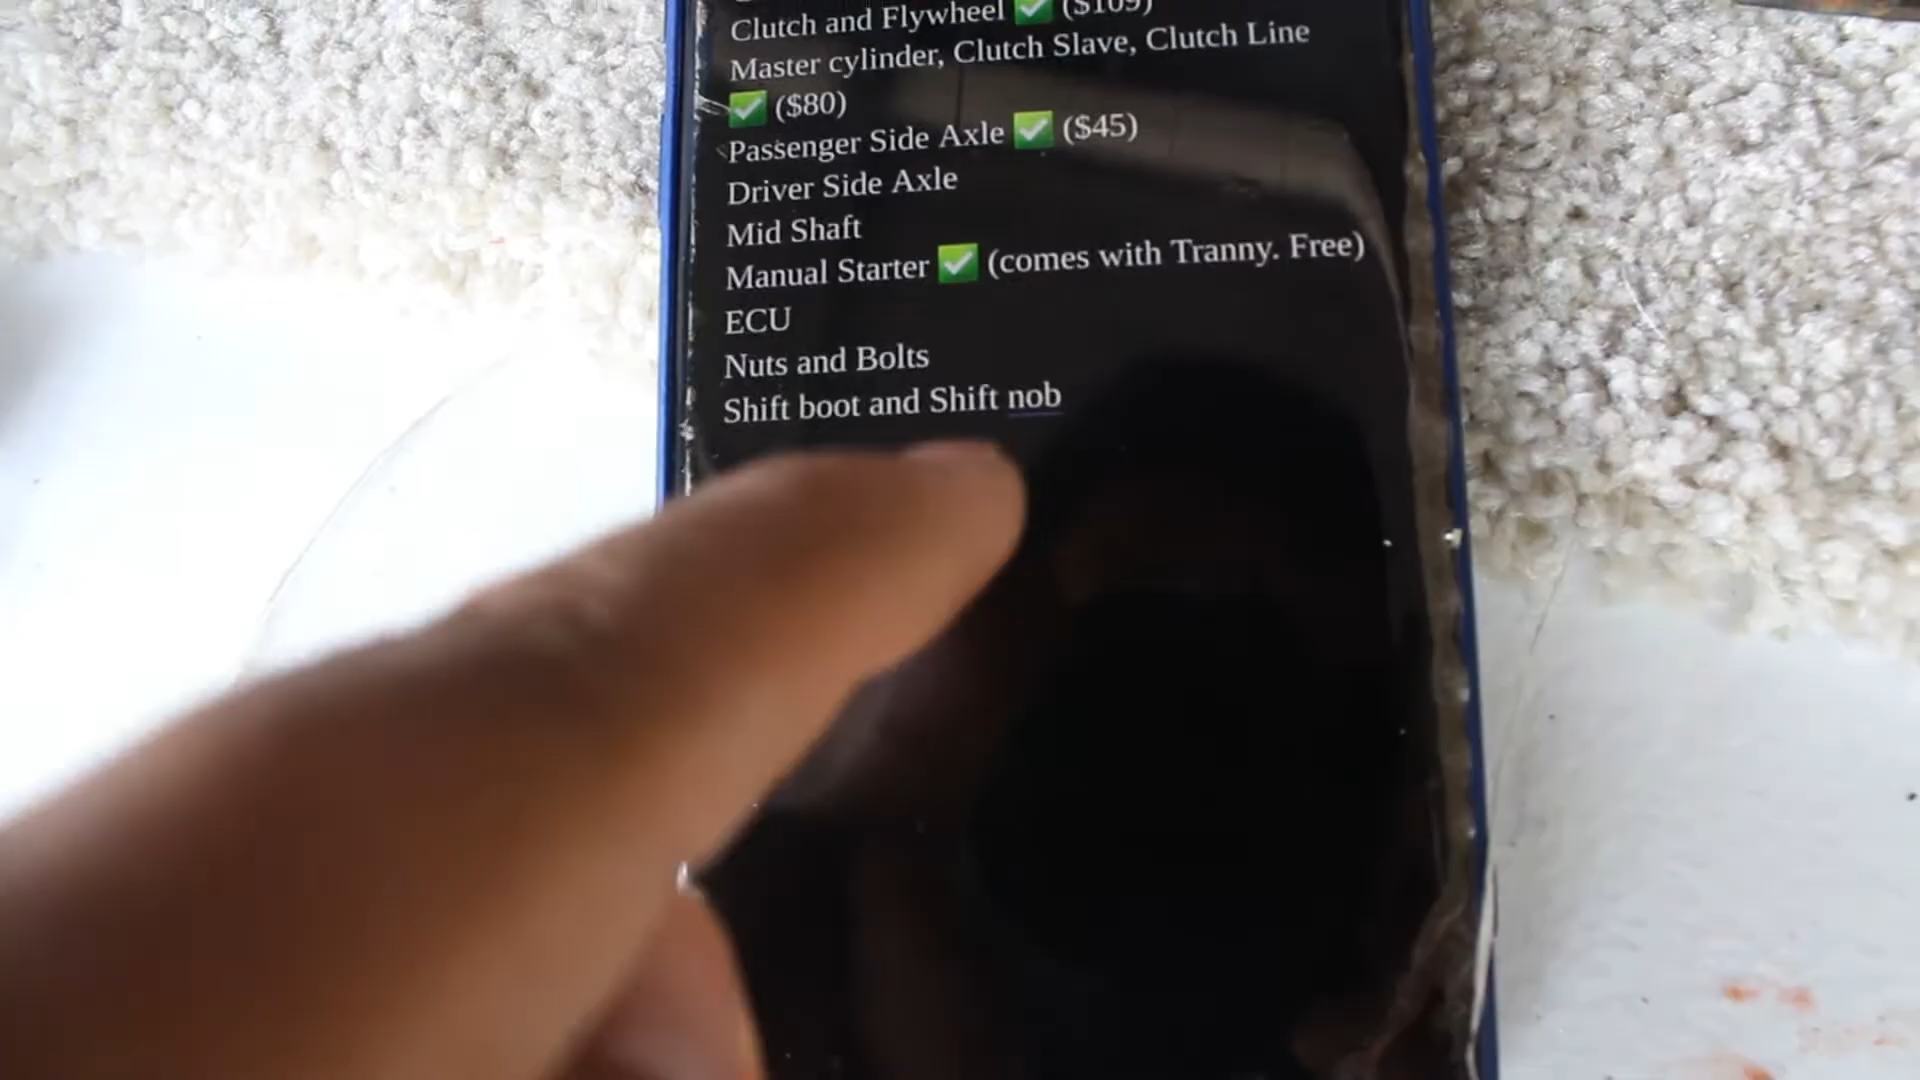 Clutch and Flywheel ✅ ($109)
Master cylinder, Clutch Slave, Clutch Line
✅ ($80)
Passenger Side Axle ✅ ($45)
Driver Side Axle
Mid Shaft
Manual Starter ✅ (comes with Tranny. Free)
ECU
Nuts and Bolts
Shift boot and Shift nob